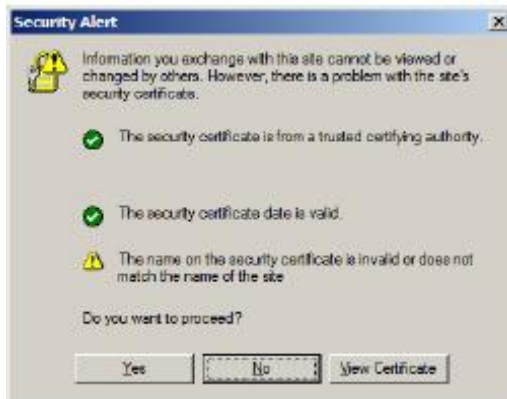 Security Alert
Information you exchange with this site cannot be viewed or
changed by others. However, there is a problem with the site's
security certificate.
The security certificate is from a trusted certifying authority.
The security certificate date is valid.
The name on the security certificate is invalid or does not
match the name of the site
Do you want to proceed?
Yes
No
View Certificate